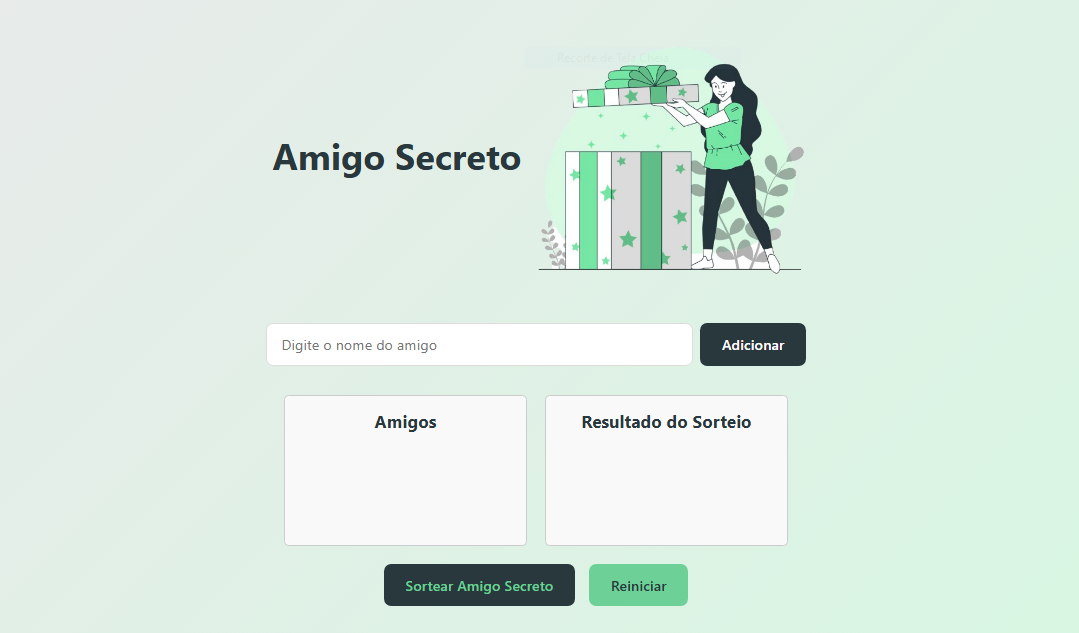 Amigo Secreto
Digite o nome do amigo
Adicionar
Amigos
Resultado do Sorteio
Sortear Amigo Secreto
Reiniciar